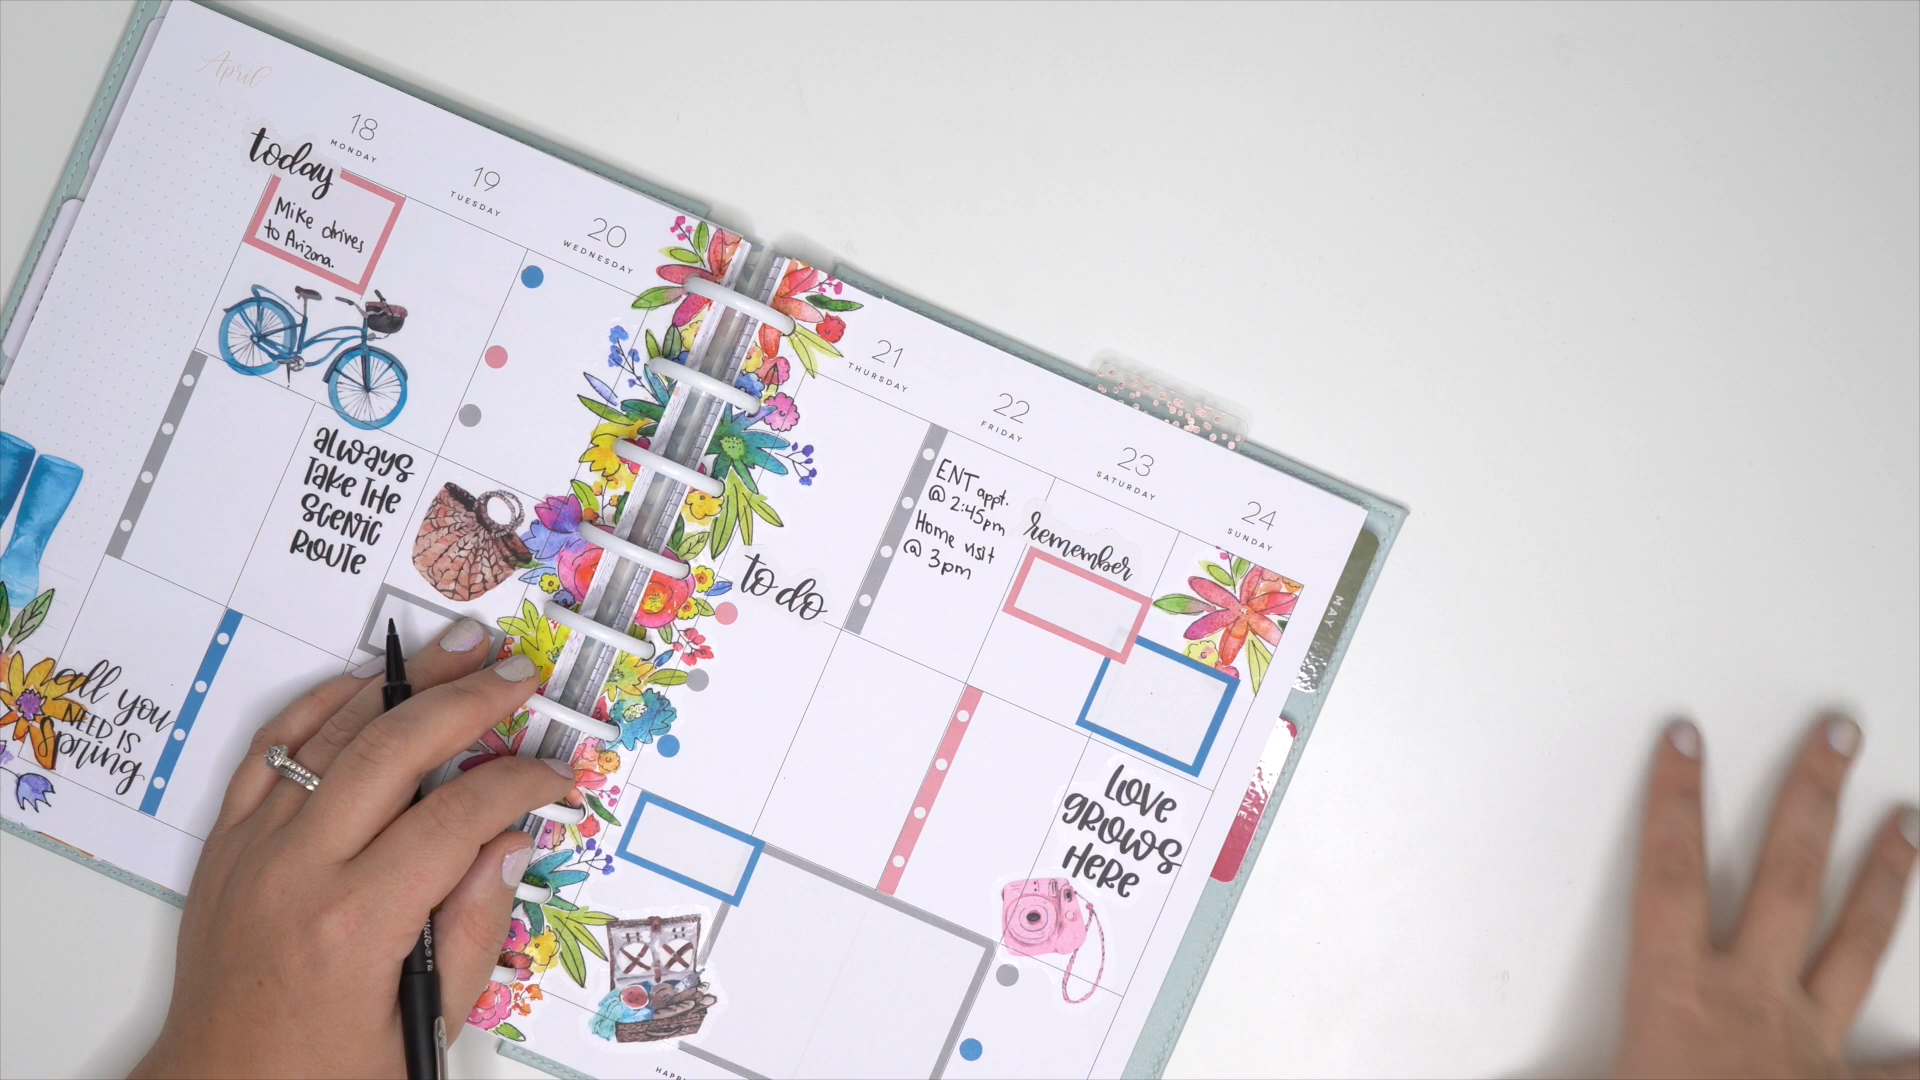 April
18
MONDAY
today
Mike drives
to Arizona.
19
TUESDAY
20
WEDNESDAY
always
take the
scenic
route
all you
NEED IS
spring
21
THURSDAY
to do
22
FRIDAY
ENT appt.
@ 2:45pm
Home visit
@ 3pm
23
SATURDAY
remember
24
SUNDAY
LOVE
GROWS
HERE
MAY